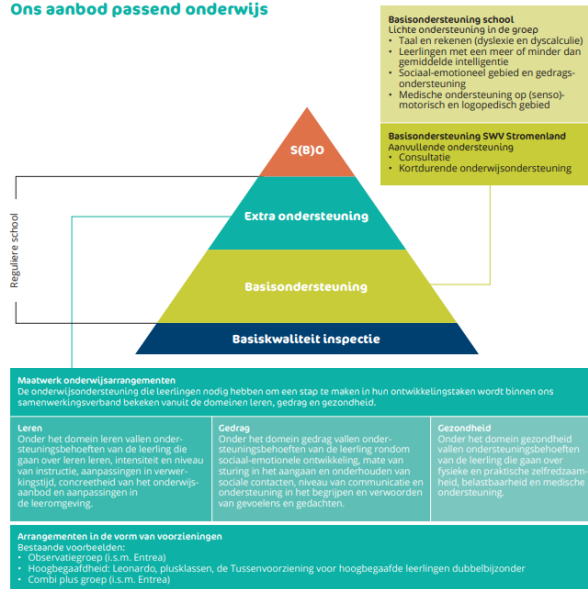 Ons aanbod passend onderwijs
Basisondersteuning school
Lichte ondersteuning in de groep
• Taal en rekenen (dyslexie en dyscalculie)
• Leerlingen met een meer of minder dan
gemiddelde intelligentie
• Sociaal-emotioneel gebied en gedrags-
ondersteuning
• Medische ondersteuning op (senso)-
motorisch en logopedisch gebied
Basisondersteuning SWV Stromenland
Aanvullende ondersteuning
• Consultatie
• Kortdurende onderwijsondersteuning
S(B)O
Extra ondersteuning
Basisondersteuning
Basiskwaliteit inspectie
Reguliere school
Maatwerk onderwijsarrangementen
De onderwijsondersteuning die leerlingen nodig hebben om een stap te maken in hun ontwikkelingstaken wordt binnen ons
samenwerkingsverband bekeken vanuit de domeinen leren, gedrag en gezondheid.
Leren
Onder het domein leren vallen onder-
steuningsbehoeften van de leerling die
gaan over leren leren, intensiteit en niveau
van instructie, aanpassingen in verwer-
kingstijd, concreetheid van het onderwijs-
aanbod en aanpassingen in
de leeromgeving.
Gedrag
Onder het domein gedrag vallen onder-
steuningsbehoeften van de leerling rondom
sociaal-emotionele ontwikkeling, mate van
sturing in het aangaan en onderhouden van
sociale contacten, niveau van communicatie en
ondersteuning in het begrijpen en verwoorden
van gevoelens en gedachten.
Gezondheid
Onder het domein gezondheid
vallen ondersteuningsbehoeften
van de leerling die gaan over
fysieke en praktische zelfredzaam-
heid, belastbaarheid en medische
ondersteuning.
Arrangementen in de vorm van voorzieningen
Bestaande voorbeelden:
• Observatiegroep (i.s.m. Entrea)
• Hoogbegaafdheid: Leonardo, plusklassen, de Tussenvoorziening voor hoogbegaafde leerlingen dubbelbijzonder
• Combi plus groep (i.s.m. Entrea)